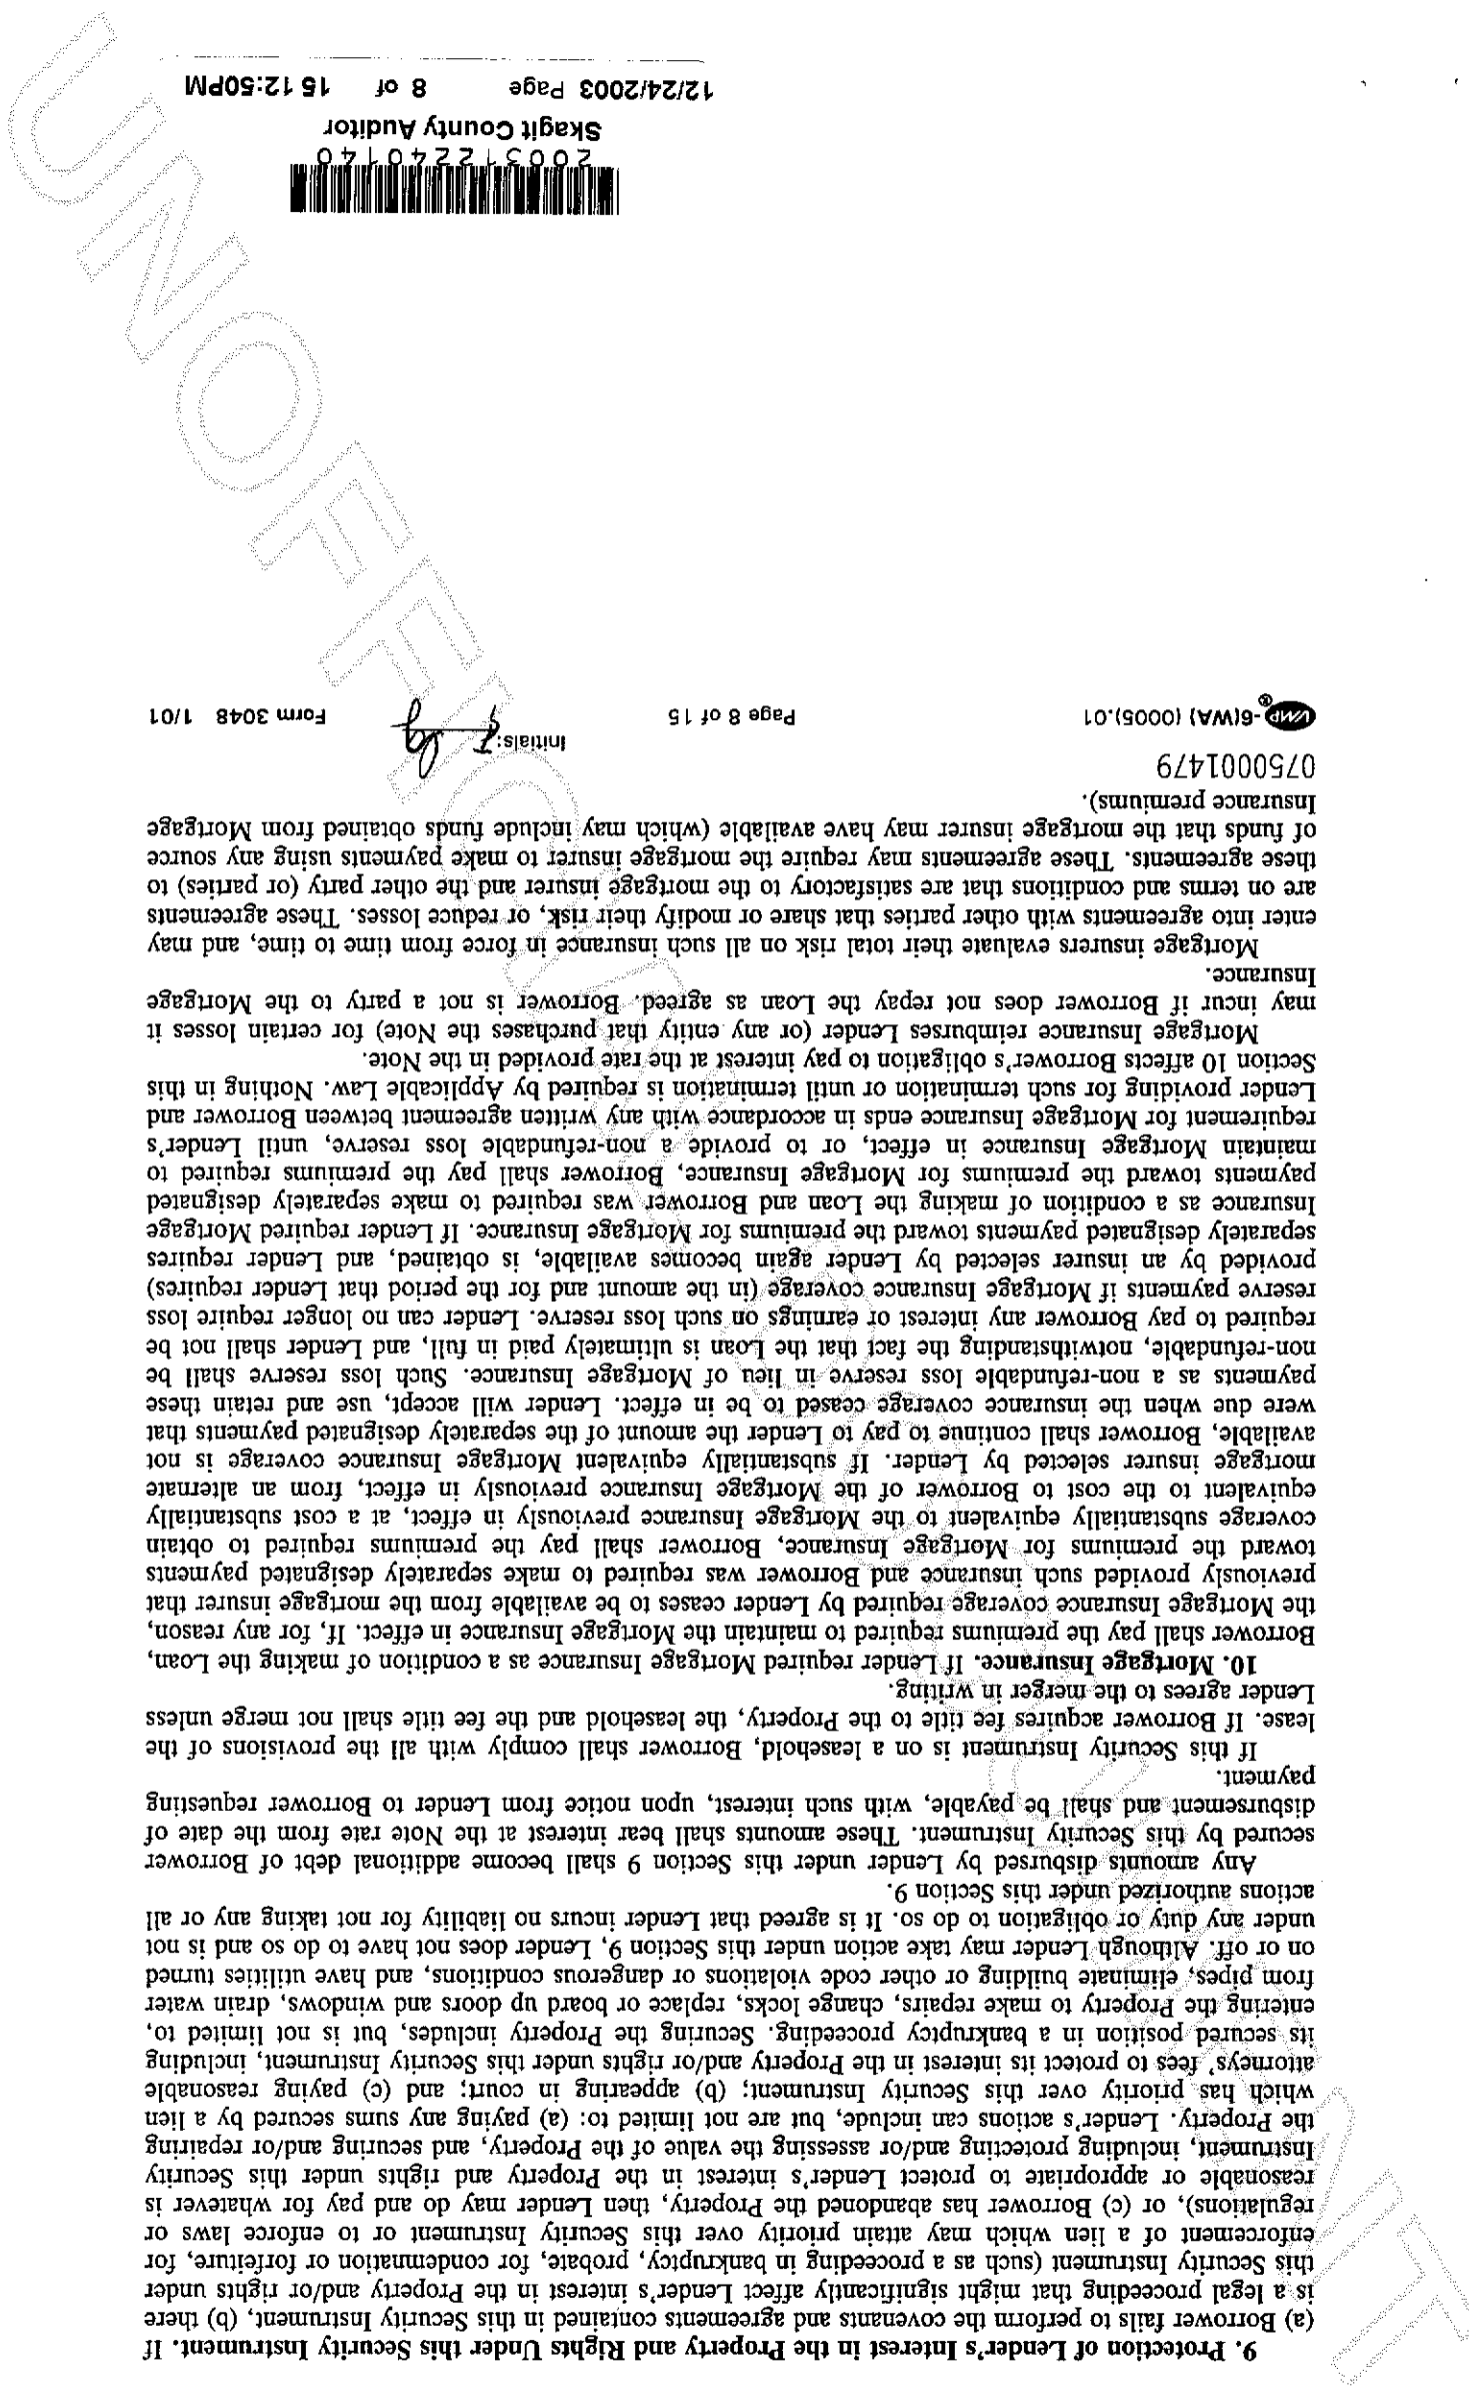 9. Protection of Lender's Interest in the Property and Rights Under this Security Instrument. If
(a) Borrower fails to perform the covenants and agreements contained in this Security Instrument, (b) there
is a legal proceeding that might significantly affect Lender's interest in the Property and/or rights under
this Security Instrument (such as a proceeding in bankruptcy, probate, for condemnation or forfeiture, for
enforcement of a lien which may attain priority over this Security Instrument or to enforce laws or
regulations), or (c) Borrower has abandoned the Property, then Lender may do and pay for whatever is
reasonable or appropriate to protect Lender's interest in the Property and rights under this Security
Instrument, including protecting and/or assessing the value of the Property, and securing and/or repairing
the Property. Lender's actions can include, but are not limited to: (a) paying any sums secured by a lien
which has priority over this Security Instrument; (b) appearing in court; and (c) paying reasonable
attorneys' fees to protect its interest in the Property and/or rights under this Security Instrument, including
its secured position in a bankruptcy proceeding. Securing the Property includes, but is not limited to,
entering the Property to make repairs, change locks, replace or board up doors and windows, drain water
from pipes, eliminate building or other code violations or dangerous conditions, and have utilities turned
on or off. Although Lender may take action under this Section 9, Lender does not have to do so and is not
under any duty or obligation to do so. It is agreed that Lender incurs no liability for not taking any or all
actions authorized under this Section 9.
Any amounts disbursed by Lender under this Section 9 shall become additional debt of Borrower
secured by this Security Instrument. These amounts shall bear interest at the Note rate from the date of
disbursement and shall be payable, with such interest, upon notice from Lender to Borrower requesting
payment.
If this Security Instrument is on a leasehold, Borrower shall comply with all the provisions of the
lease. If Borrower acquires fee title to the Property, the leasehold and the fee title shall not merge unless
Lender agrees to the merger in writing.
10. Mortgage Insurance. If Lender required Mortgage Insurance as a condition of making the Loan,
Borrower shall pay the premiums required to maintain the Mortgage Insurance in effect. If, for any reason,
the Mortgage Insurance coverage required by Lender ceases to be available from the mortgage insurer that
previously provided such insurance and Borrower was required to make separately designated payments
toward the premiums for Mortgage Insurance, Borrower shall pay the premiums required to obtain
coverage substantially equivalent to the Mortgage Insurance previously in effect, at a cost substantially
equivalent to the cost to Borrower of the Mortgage Insurance previously in effect, from an alternate
mortgage insurer selected by Lender. If substantially equivalent Mortgage Insurance coverage is not
available, Borrower shall continue to pay to Lender the amount of the separately designated payments that
were due when the insurance coverage ceased to be in effect. Lender will accept, use and retain these
payments as a non-refundable loss reserve in lieu of Mortgage Insurance. Such loss reserve shall be
non-refundable, notwithstanding the fact that the Loan is ultimately paid in full, and Lender shall not be
required to pay Borrower any interest or earnings on such loss reserve. Lender can no longer require loss
reserve payments if Mortgage Insurance coverage (in the amount and for the period that Lender requires)
provided by an insurer selected by Lender again becomes available, is obtained, and Lender requires
separately designated payments toward the premiums for Mortgage Insurance. If Lender required Mortgage
Insurance as a condition of making the Loan and Borrower was required to make separately designated
payments toward the premiums for Mortgage Insurance, Borrower shall pay the premiums required to
maintain Mortgage Insurance in effect, or to provide a non-refundable loss reserve, until Lender's
requirement for Mortgage Insurance ends in accordance with any written agreement between Borrower and
Lender providing for such termination or until termination is required by Applicable Law. Nothing in this
Section 10 affects Borrower's obligation to pay interest at the rate provided in the Note.
Mortgage Insurance reimburses Lender (or any entity that purchases the Note) for certain losses it
may incur if Borrower does not repay the Loan as agreed. Borrower is not a party to the Mortgage
Insurance.
Mortgage insurers evaluate their total risk on all such insurance in force from time to time, and may
enter into agreements with other parties that share or modify their risk, or reduce losses. These agreements
are on terms and conditions that are satisfactory to the mortgage insurer and the other party (or parties) to
these agreements. These agreements may require the mortgage insurer to make payments using any source
of funds that the mortgage insurer may have available (which may include funds obtained from Mortgage
Insurance premiums).
0750001479
Initials:
VMP®-6(WA) (0005).01 Page 8 of 15 Form 3048 1/01
200312240140
Skagit County Auditor
12/24/2003 Page 8 of 15 12:50PM
UNOFFICIAL DOCUMENT